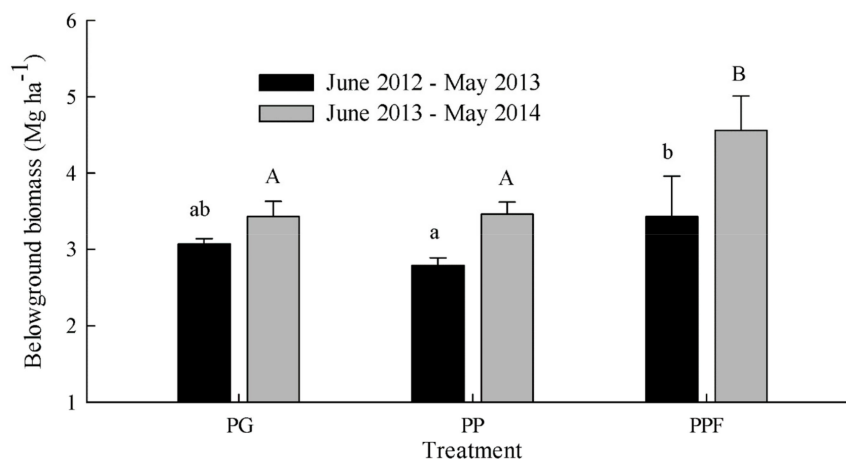 Belowground biomass (Mg ha⁻¹)
6
5
4
3
2
1
June 2012 - May 2013
June 2013 - May 2014
ab
A
a
A
b
B
PG
PP
PPF
Treatment